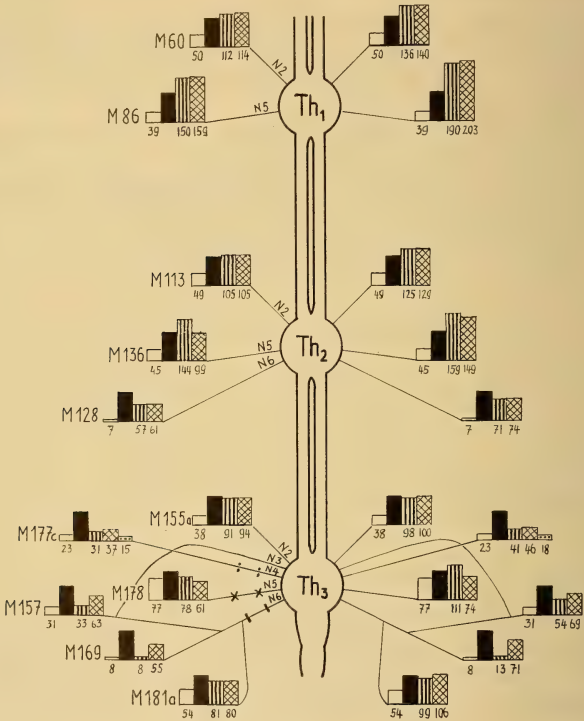 M60
50 112 114
50 136 140
N2
M86
39 150 159
39 190 203
N5
Th1
M113
49 105 105
49 125 129
N2
M136
45 144 99
45 159 149
N5
Th2
N6
M128
7 57 61
7 71 74
M155a
38 91 94
38 98 100
M177c
23 31 37 15
23 41 46 18
N2
N3
N4
M178
77 78 61
77 111 74
N5
Th3
N6
M157
31 33 63
31 54 69
M169
8 8 55
8 13 71
M181a
54 81 80
54 99 106